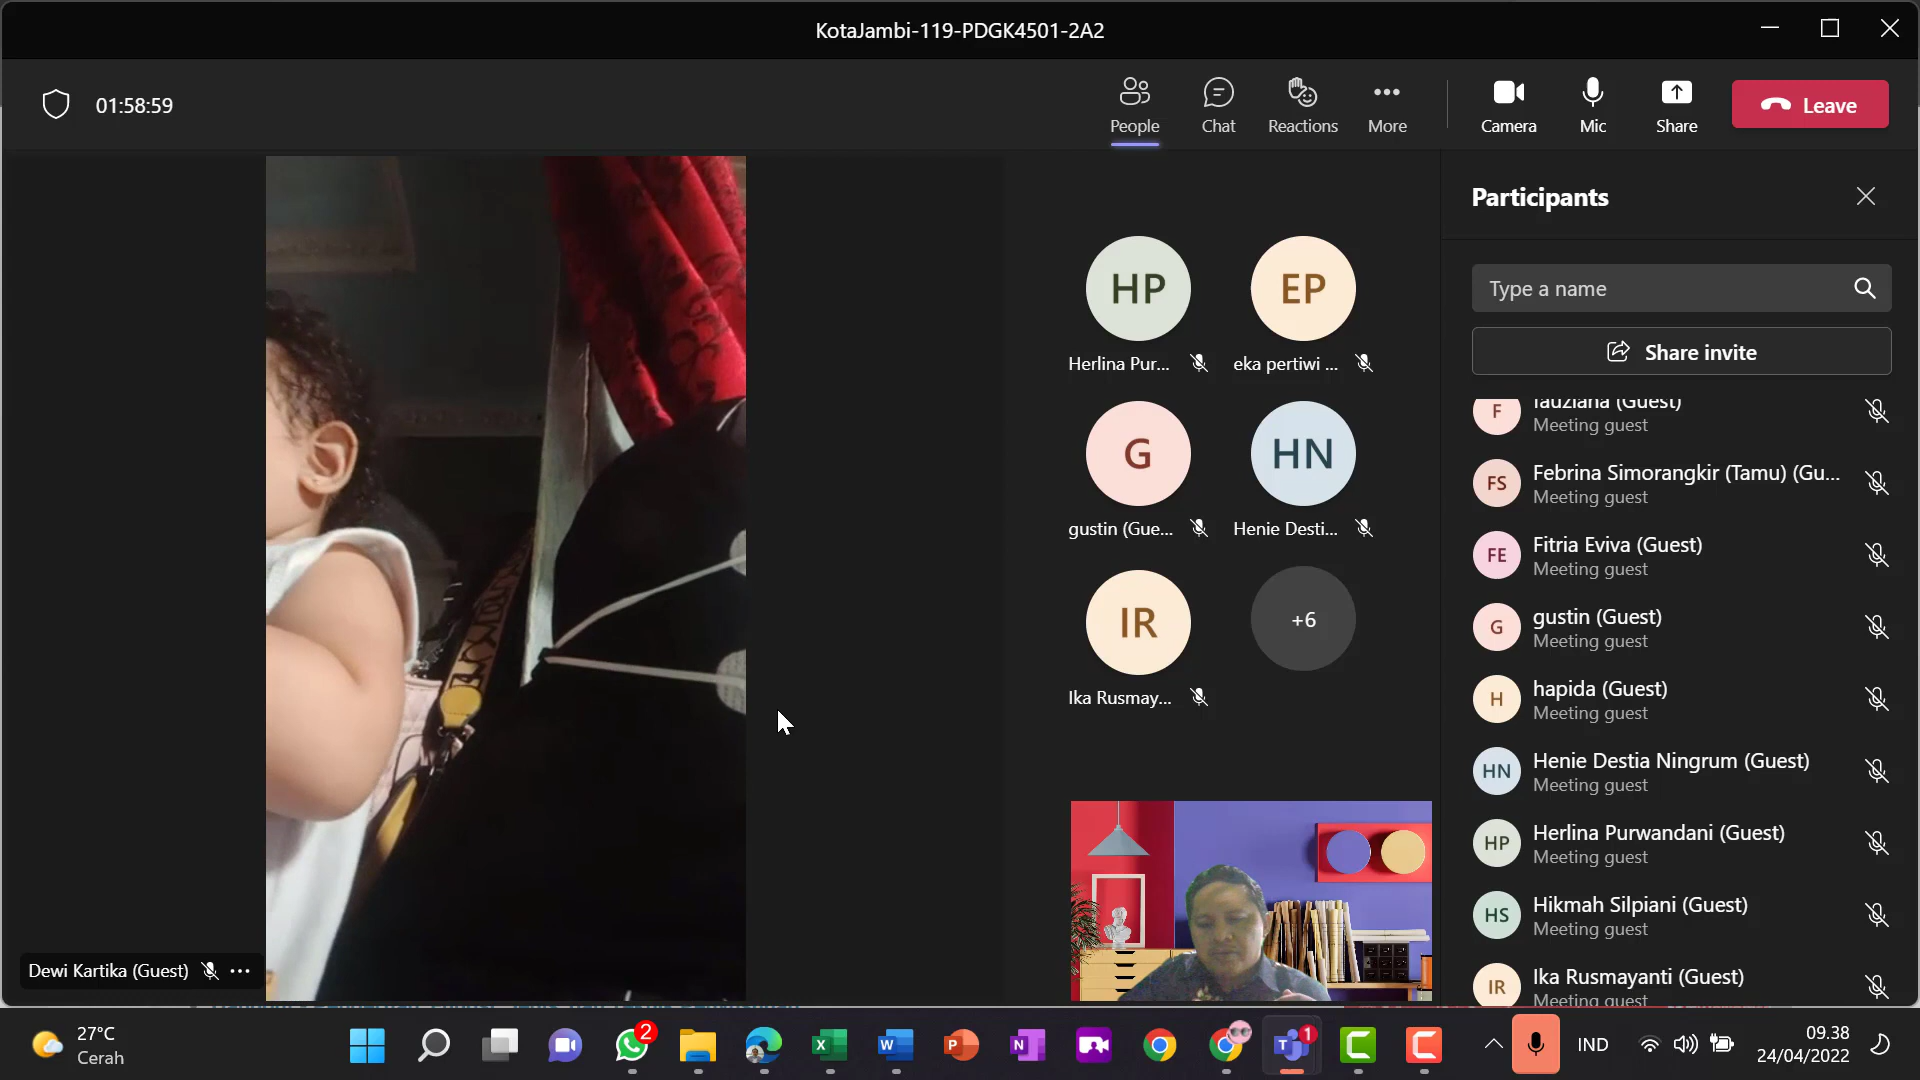 KotaJambi-119-PDGK4501-2A2
01:58:59
People
Chat
Reactions
More
Camera
Mic
Share
Leave
HP
Herlina Pur...
EP
eka pertiwi ...
G
gustin (Gue...
HN
Henie Desti...
IR
Ika Rusmay...
+6
Dewi Kartika (Guest)
Participants
Type a name
Share invite
F
fauziana (Guest)
Meeting guest
FS
Febrina Simorangkir (Tamu) (Gu...
Meeting guest
FE
Fitria Eviva (Guest)
Meeting guest
G
gustin (Guest)
Meeting guest
H
hapida (Guest)
Meeting guest
HN
Henie Destia Ningrum (Guest)
Meeting guest
HP
Herlina Purwandani (Guest)
Meeting guest
HS
Hikmah Silpiani (Guest)
Meeting guest
IR
Ika Rusmayanti (Guest)
Meeting guest
27°C
Cerah
2
X
W
P
N
T
1
IND
09.38
24/04/2022